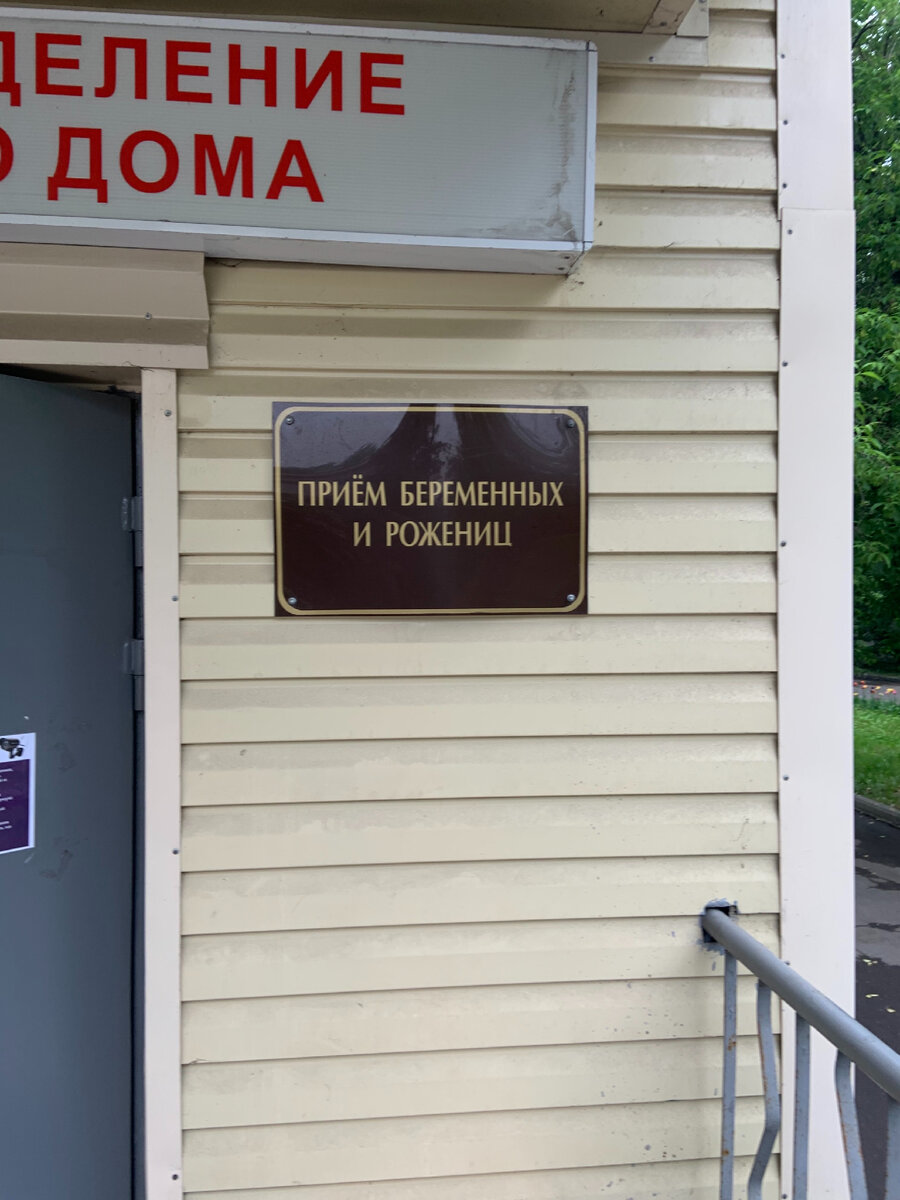 ДЕЛЕНИЕ
О ДОМА
ПРИЁМ БЕРЕМЕННЫХ
И РОЖЕНИЦ